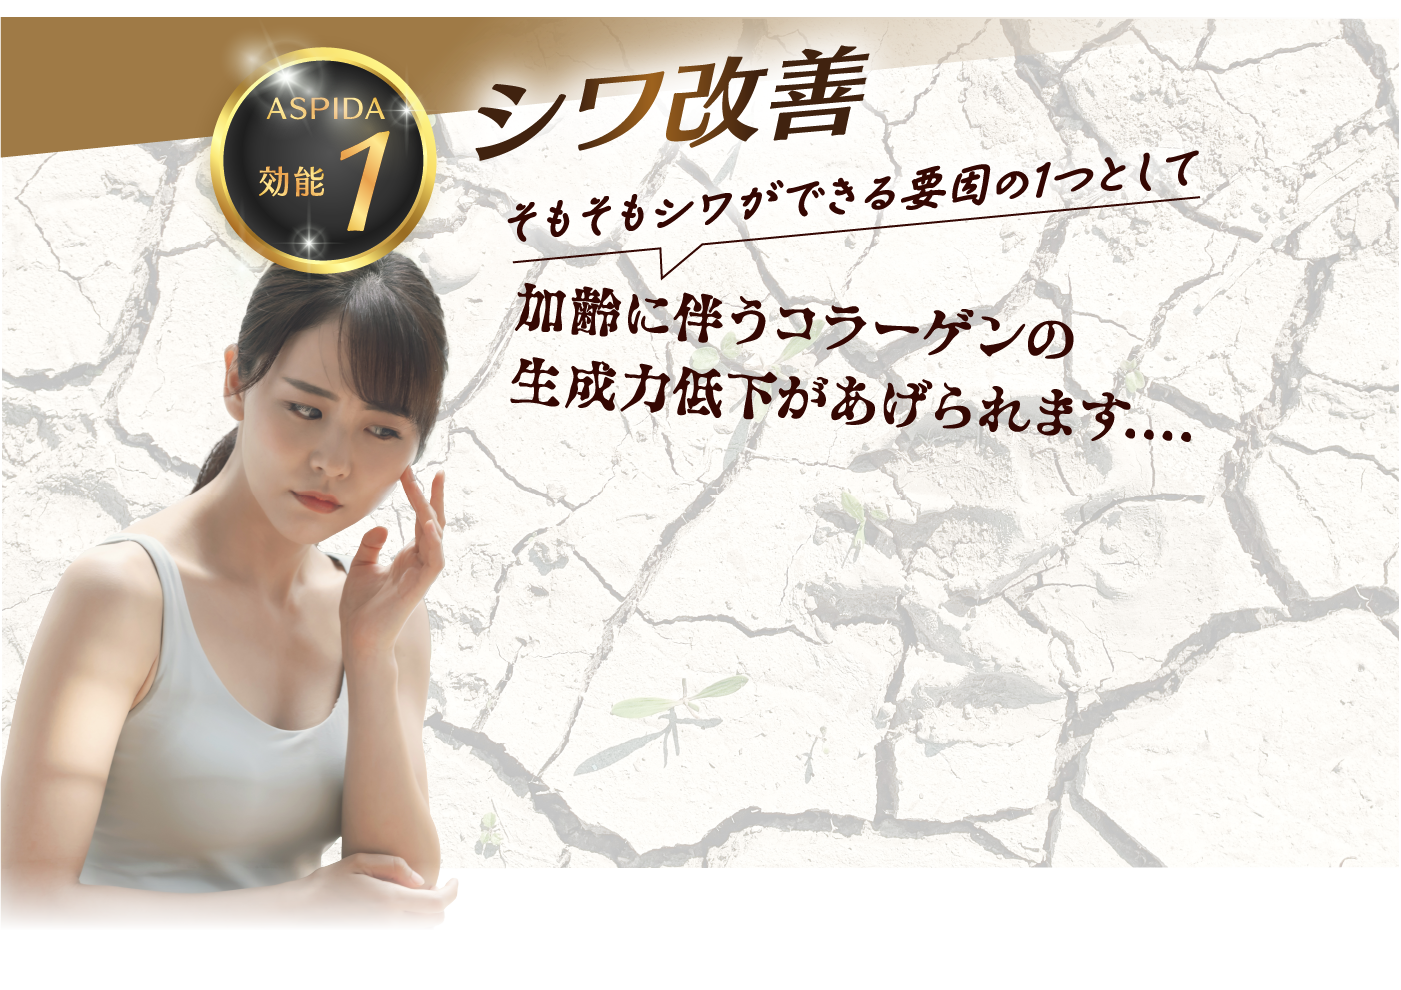 ASPIDA
効能 1
シワ改善
そもそもシワができる要因の1つとして
加齢に伴うコラーゲンの
生成力低下があげられます....